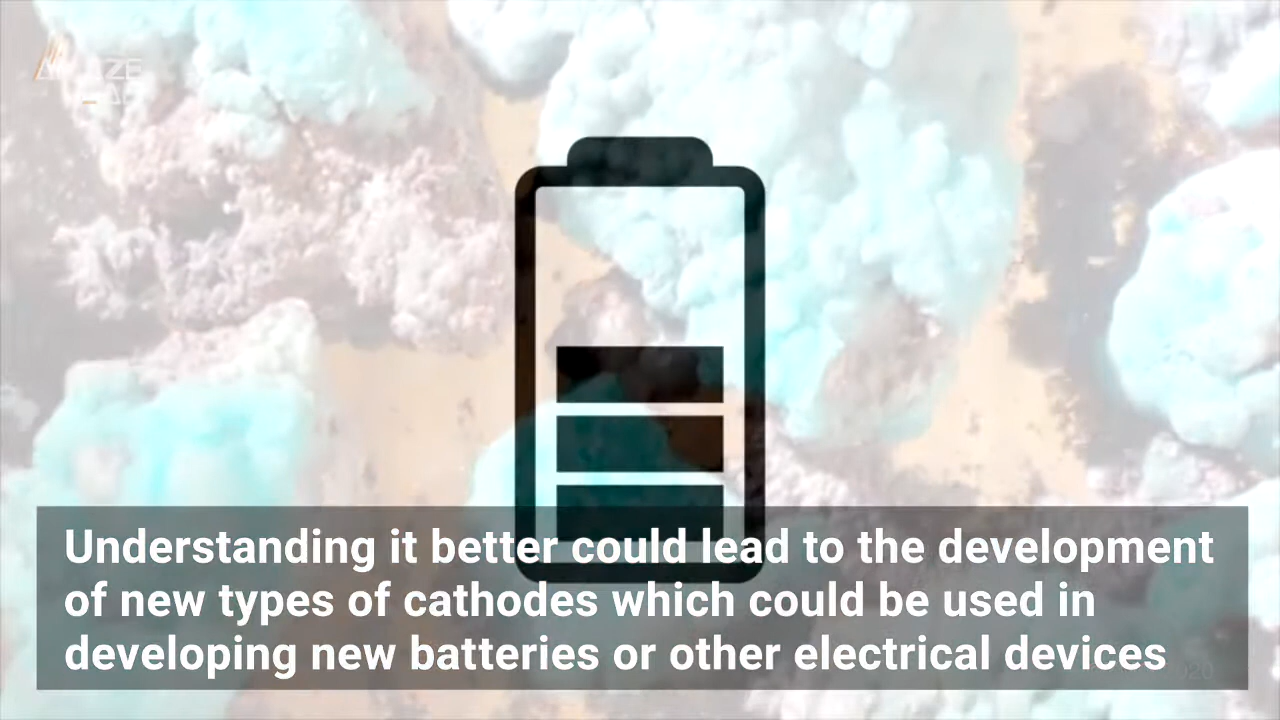 Understanding it better could lead to the development
of new types of cathodes which could be used in
developing new batteries or other electrical devices